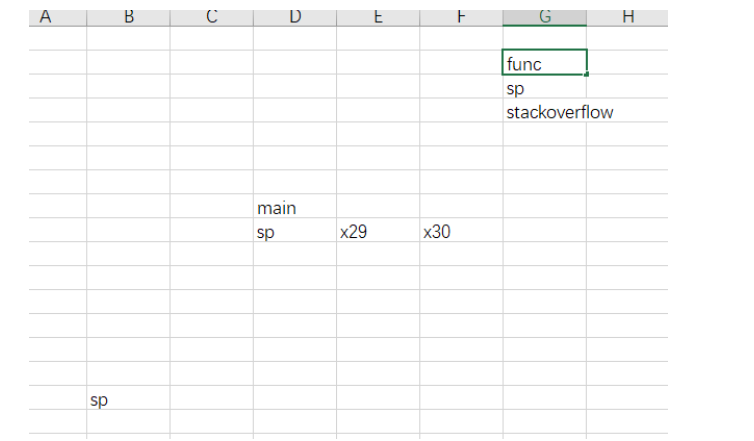 A B C D E F G H
func
sp
stackoverflow
main
sp x29 x30
sp